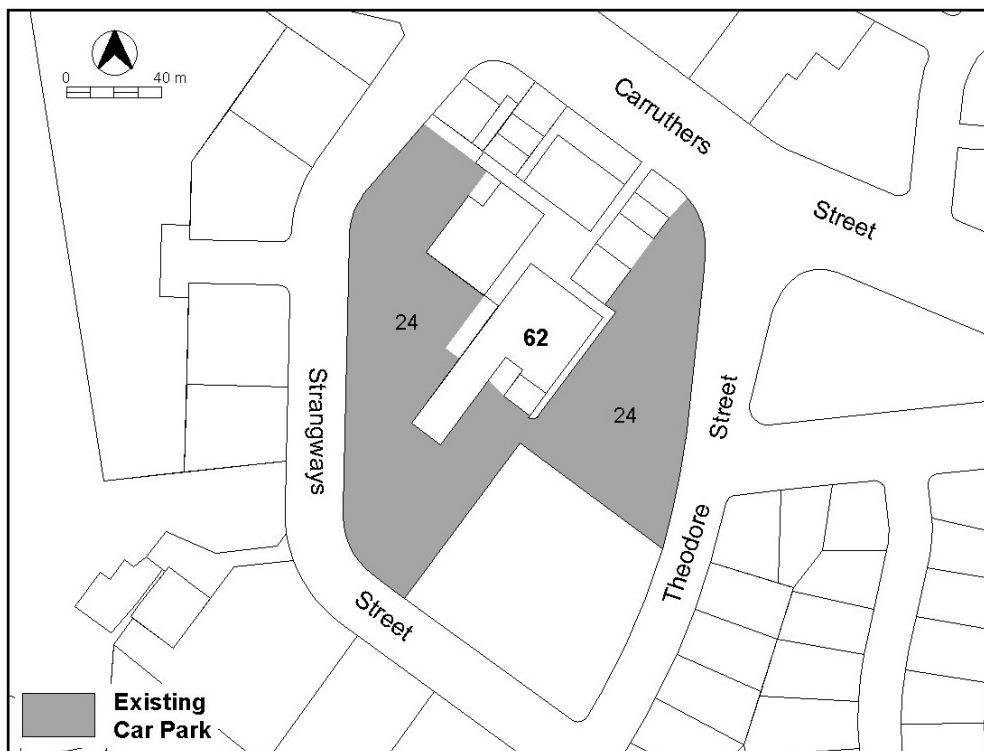 0 40 m
Carruthers
Street
24
62
24
Strangways
Street
Street
Theodore
Existing
Car Park